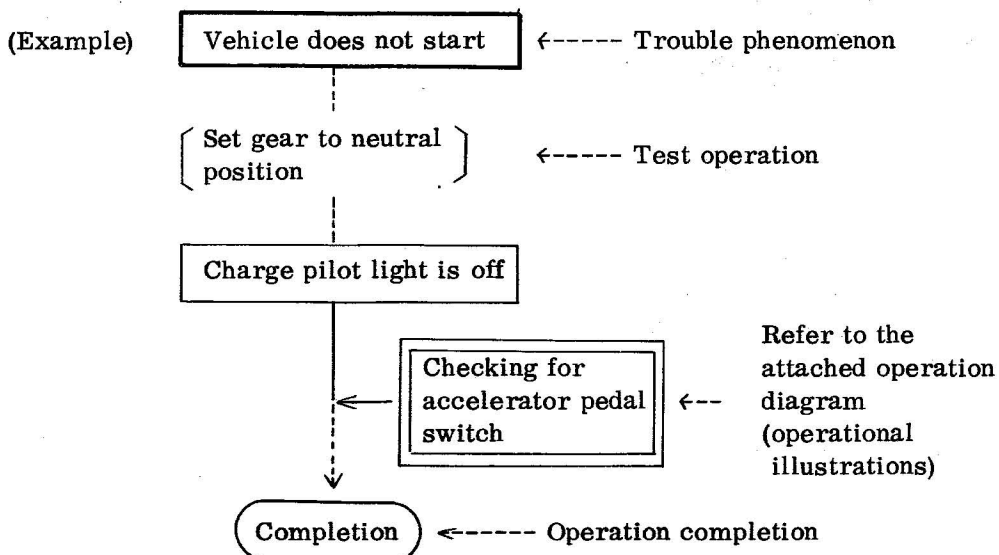 (Example)
Vehicle does not start
Trouble phenomenon
Set gear to neutral
position
Test operation
Charge pilot light is off
Checking for
accelerator pedal
switch
Refer to the
attached operation
diagram
(operational
illustrations)
Completion
Operation completion